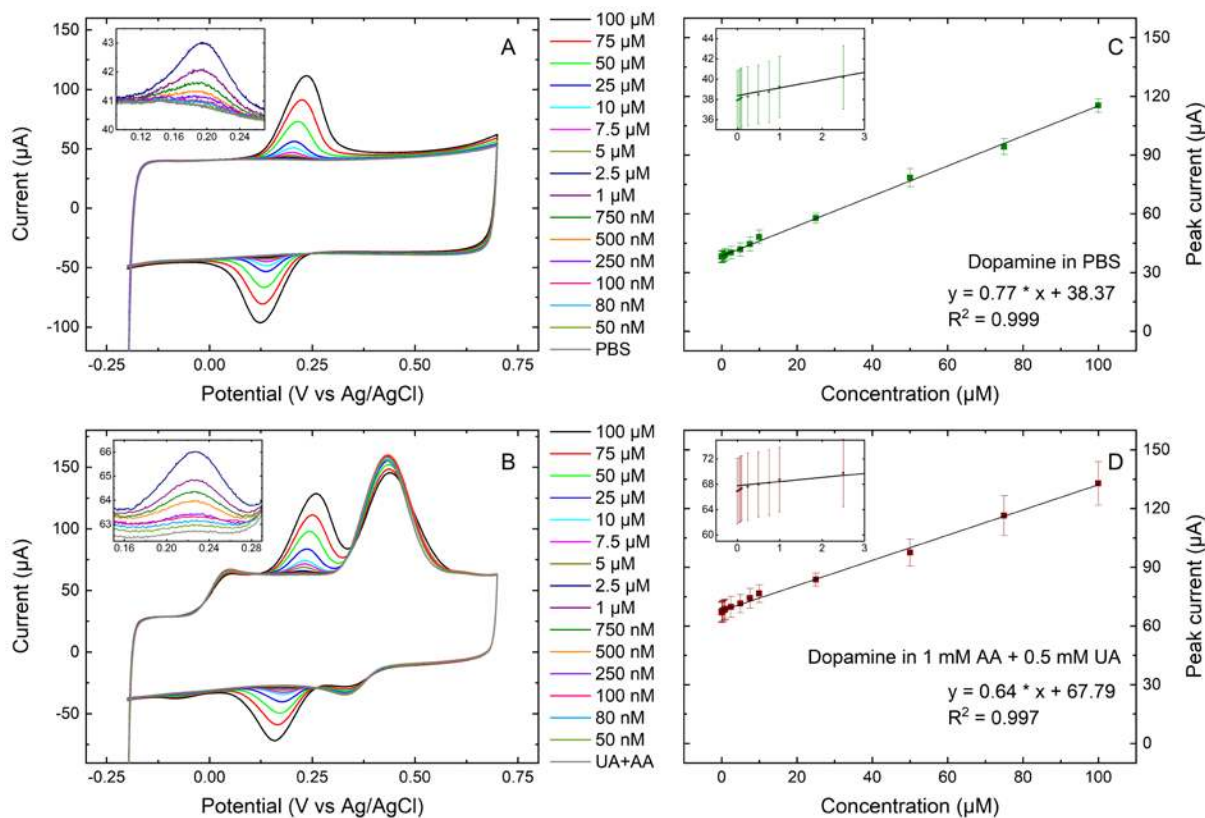 150
100
50
0
-50
-100
-0.25 0.00 0.25 0.50 0.75
Current (µA)
Potential (V vs Ag/AgCl)
A
43
42
41
40
0.12 0.16 0.20 0.24
100 µM
75 µM
50 µM
25 µM
10 µM
7.5 µM
5 µM
2.5 µM
1 µM
750 nM
500 nM
250 nM
100 nM
80 nM
50 nM
PBS
C
44
42
40
38
36
0 1 2 3
160
120
90
60
30
0
0 20 40 60 80 100
Peak current (µA)
Concentration (µM)
Dopamine in PBS
y = 0.77 * x + 38.37
R² = 0.999
150
100
50
0
-50
-0.25 0.00 0.25 0.50 0.75
Current (µA)
Potential (V vs Ag/AgCl)
B
66
65
64
63
0.16 0.20 0.24 0.28
100 µM
75 µM
50 µM
25 µM
10 µM
7.5 µM
5 µM
2.5 µM
1 µM
750 nM
500 nM
250 nM
100 nM
80 nM
50 nM
UA+AA
D
72
68
64
60
0 1 2 3
150
120
90
60
30
0
0 20 40 60 80 100
Peak current (µA)
Concentration (µM)
Dopamine in 1 mM AA + 0.5 mM UA
y = 0.64 * x + 67.79
R² = 0.997